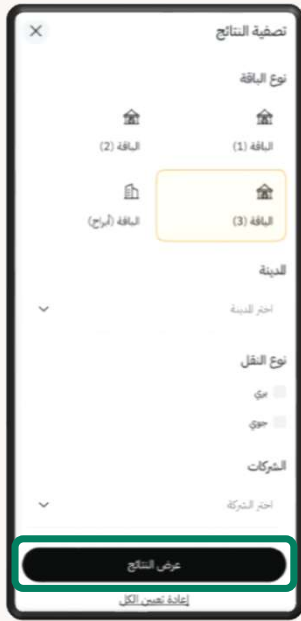 تصفية النتائج
نوع الباقة
الباقة (1)
الباقة (2)
الباقة (3)
الباقة (أبراج)
المدينة
اختر المدينة
نوع النقل
بري
جوي
الشركات
اختر الشركة
عرض النتائج
إعادة تعيين الكل